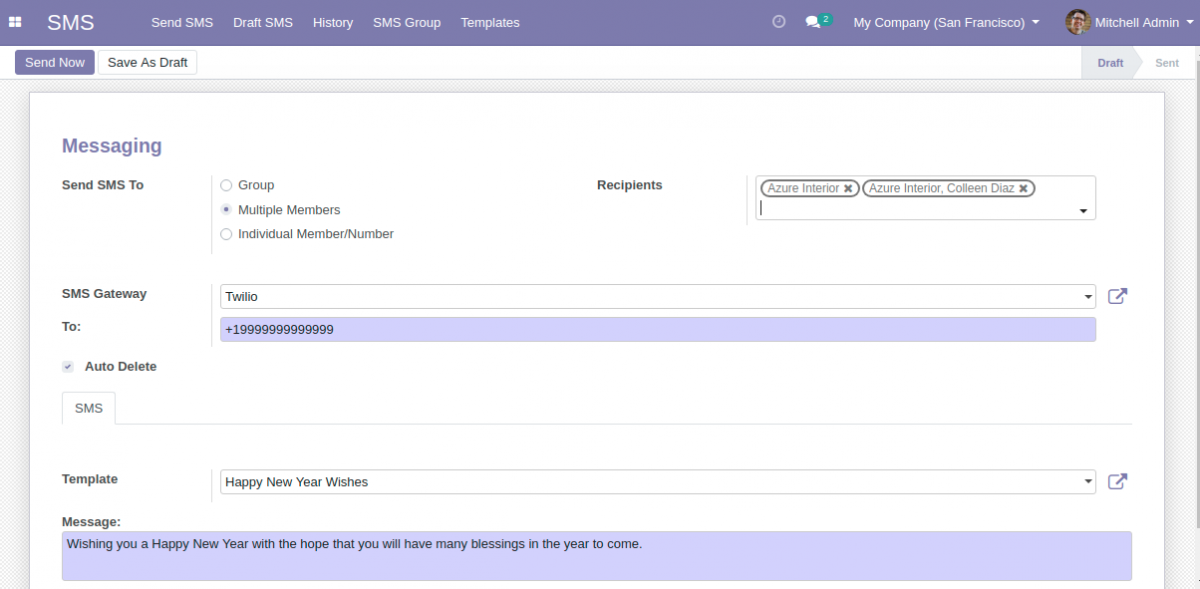 SMS Send SMS Draft SMS History SMS Group Templates 2 My Company (San Francisco) Mitchell Admin
Send Now Save As Draft Draft Sent
Messaging
Send SMS To Group Recipients Azure Interior Azure Interior, Colleen Diaz
Multiple Members
Individual Member/Number
SMS Gateway Twilio
To: +19999999999999
Auto Delete
SMS
Template Happy New Year Wishes
Message:
Wishing you a Happy New Year with the hope that you will have many blessings in the year to come.